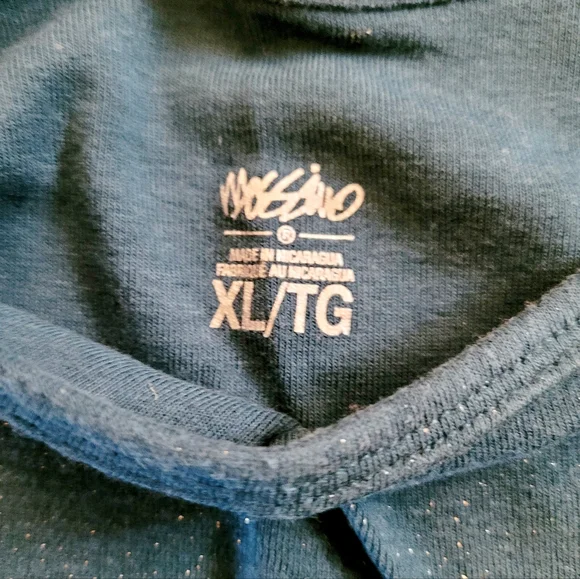 mossimo
®
MADE IN NICARAGUA
FABRIQUÉ AU NICARAGUA
XL/TG